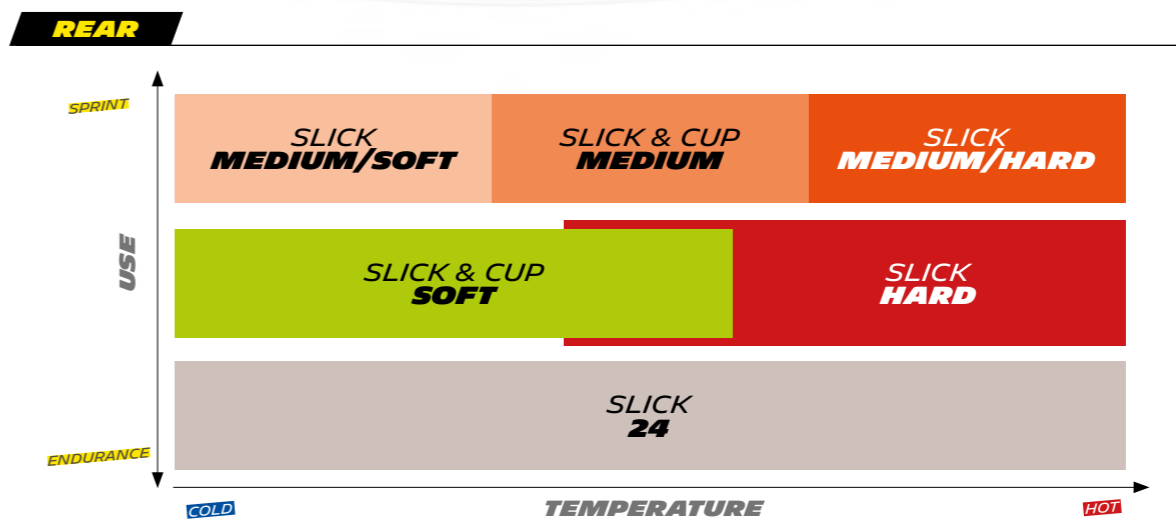 REAR
SPRINT
SLICK
MEDIUM/SOFT
SLICK & CUP
MEDIUM
SLICK
MEDIUM/HARD
USE
SLICK & CUP
SOFT
SLICK
HARD
SLICK
24
ENDURANCE
COLD
TEMPERATURE
HOT